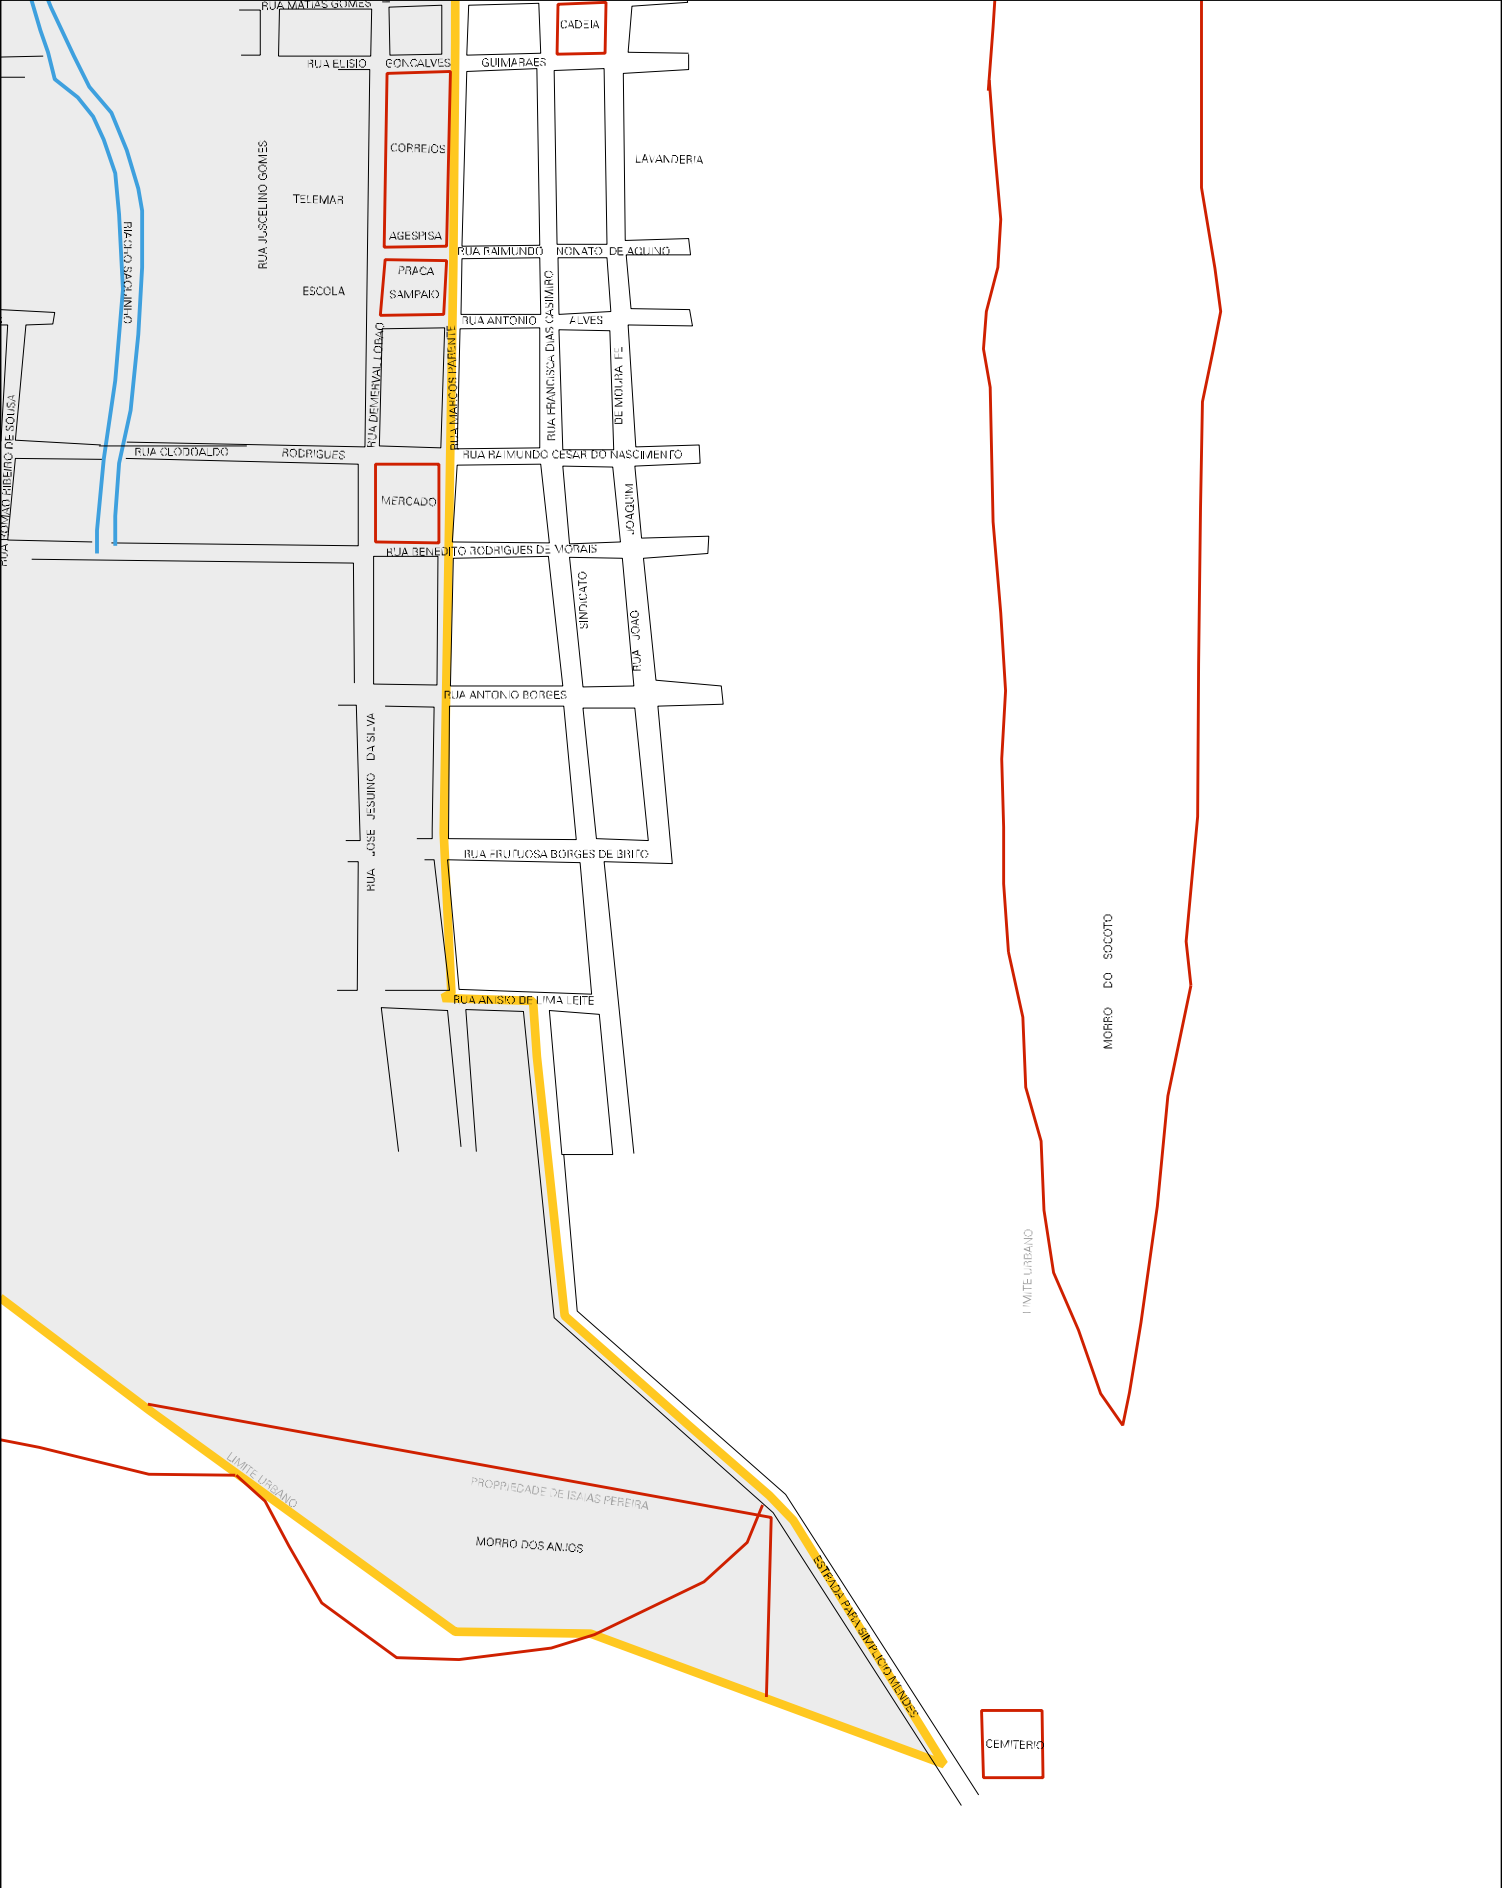 RUA MATIAS GOMES
CADEIA
RUA ELISIO GONCALVES GUIMARAES
CORREIOS
LAVANDERIA
RUA JUSCELINO GOMES
TELEMAR
RIACHO SAQUINHO
AGESPISA
RUA RAIMUNDO NONATO DE AQUINO
PRACA
SAMPAIO
ESCOLA
RUA ANTONIO ALVES
RUA DEMERVAL LOBAO
RUA MARCOS PARENTE
RUA FRANCISCA DIAS CASIMIRO
RUA JOAO JOAQUIM DE MOURA FE
RUA ROMAO RIBEIRO DE SOUSA
RUA CLODOALDO RODRIGUES
RUA RAIMUNDO CESAR DO NASCIMENTO
MERCADO
RUA BENEDITO RODRIGUES DE MORAIS
SINDICATO
RUA ANTONIO BORGES
RUA JOSE JESUINO DA SILVA
RUA FRUTUOSA BORGES DE BRITO
MORRO DO SOCOTO
RUA ANISIO DE LIMA LEITE
LIMITE URBANO
LIMITE URBANO
PROPRIEDADE DE ISAIAS PEREIRA
MORRO DOS ANJOS
ESTRADA PARA SIMPLICIO MENDES
CEMITERIO